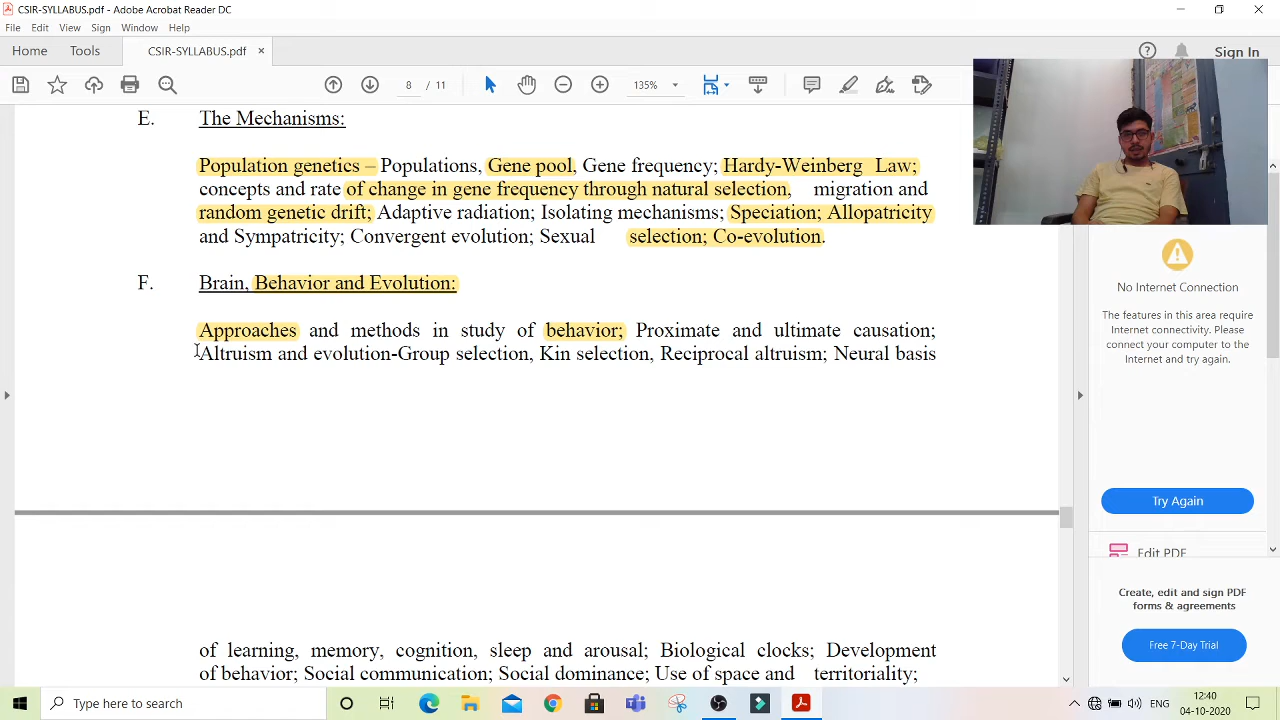 CSIR-SYLLABUS.pdf - Adobe Acrobat Reader DC
File Edit View Sign Window Help
Home Tools CSIR-SYLLABUS.pdf × Sign In
8 / 11 135%
E. The Mechanisms:
Population genetics – Populations, Gene pool, Gene frequency; Hardy-Weinberg Law;
concepts and rate of change in gene frequency through natural selection, migration and
random genetic drift; Adaptive radiation; Isolating mechanisms; Speciation; Allopatricity
and Sympatricity; Convergent evolution; Sexual selection; Co-evolution.
F. Brain, Behavior and Evolution:
Approaches and methods in study of behavior; Proximate and ultimate causation;
Altruism and evolution-Group selection, Kin selection, Reciprocal altruism; Neural basis
of learning, memory, cognition, sleep and arousal; Biological clocks; Development
of behavior; Social communication; Social dominance; Use of space and territoriality;
No Internet Connection
The features in this area require
Internet connectivity. Please
connect your computer to the
Internet and try again.
Try Again
Edit PDF
Create, edit and sign PDF
forms & agreements
Free 7-Day Trial
Type here to search
ENG
12:40
04-10-2020